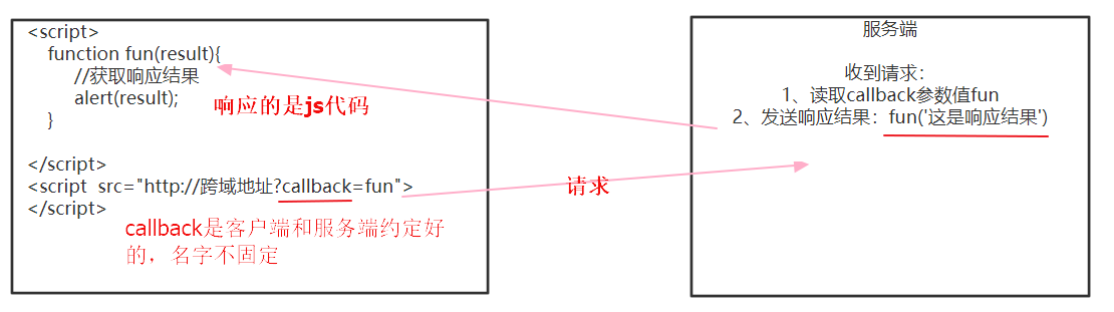 <script>
function fun(result){
//获取响应结果
alert(result);
}
</script>
<script src="http://跨域地址?callback=fun">
</script>
callback是客户端和服务端约定好
的，名字不固定
响应的是js代码
请求
服务端
收到请求：
1、读取callback参数值fun
2、发送响应结果：fun('这是响应结果')